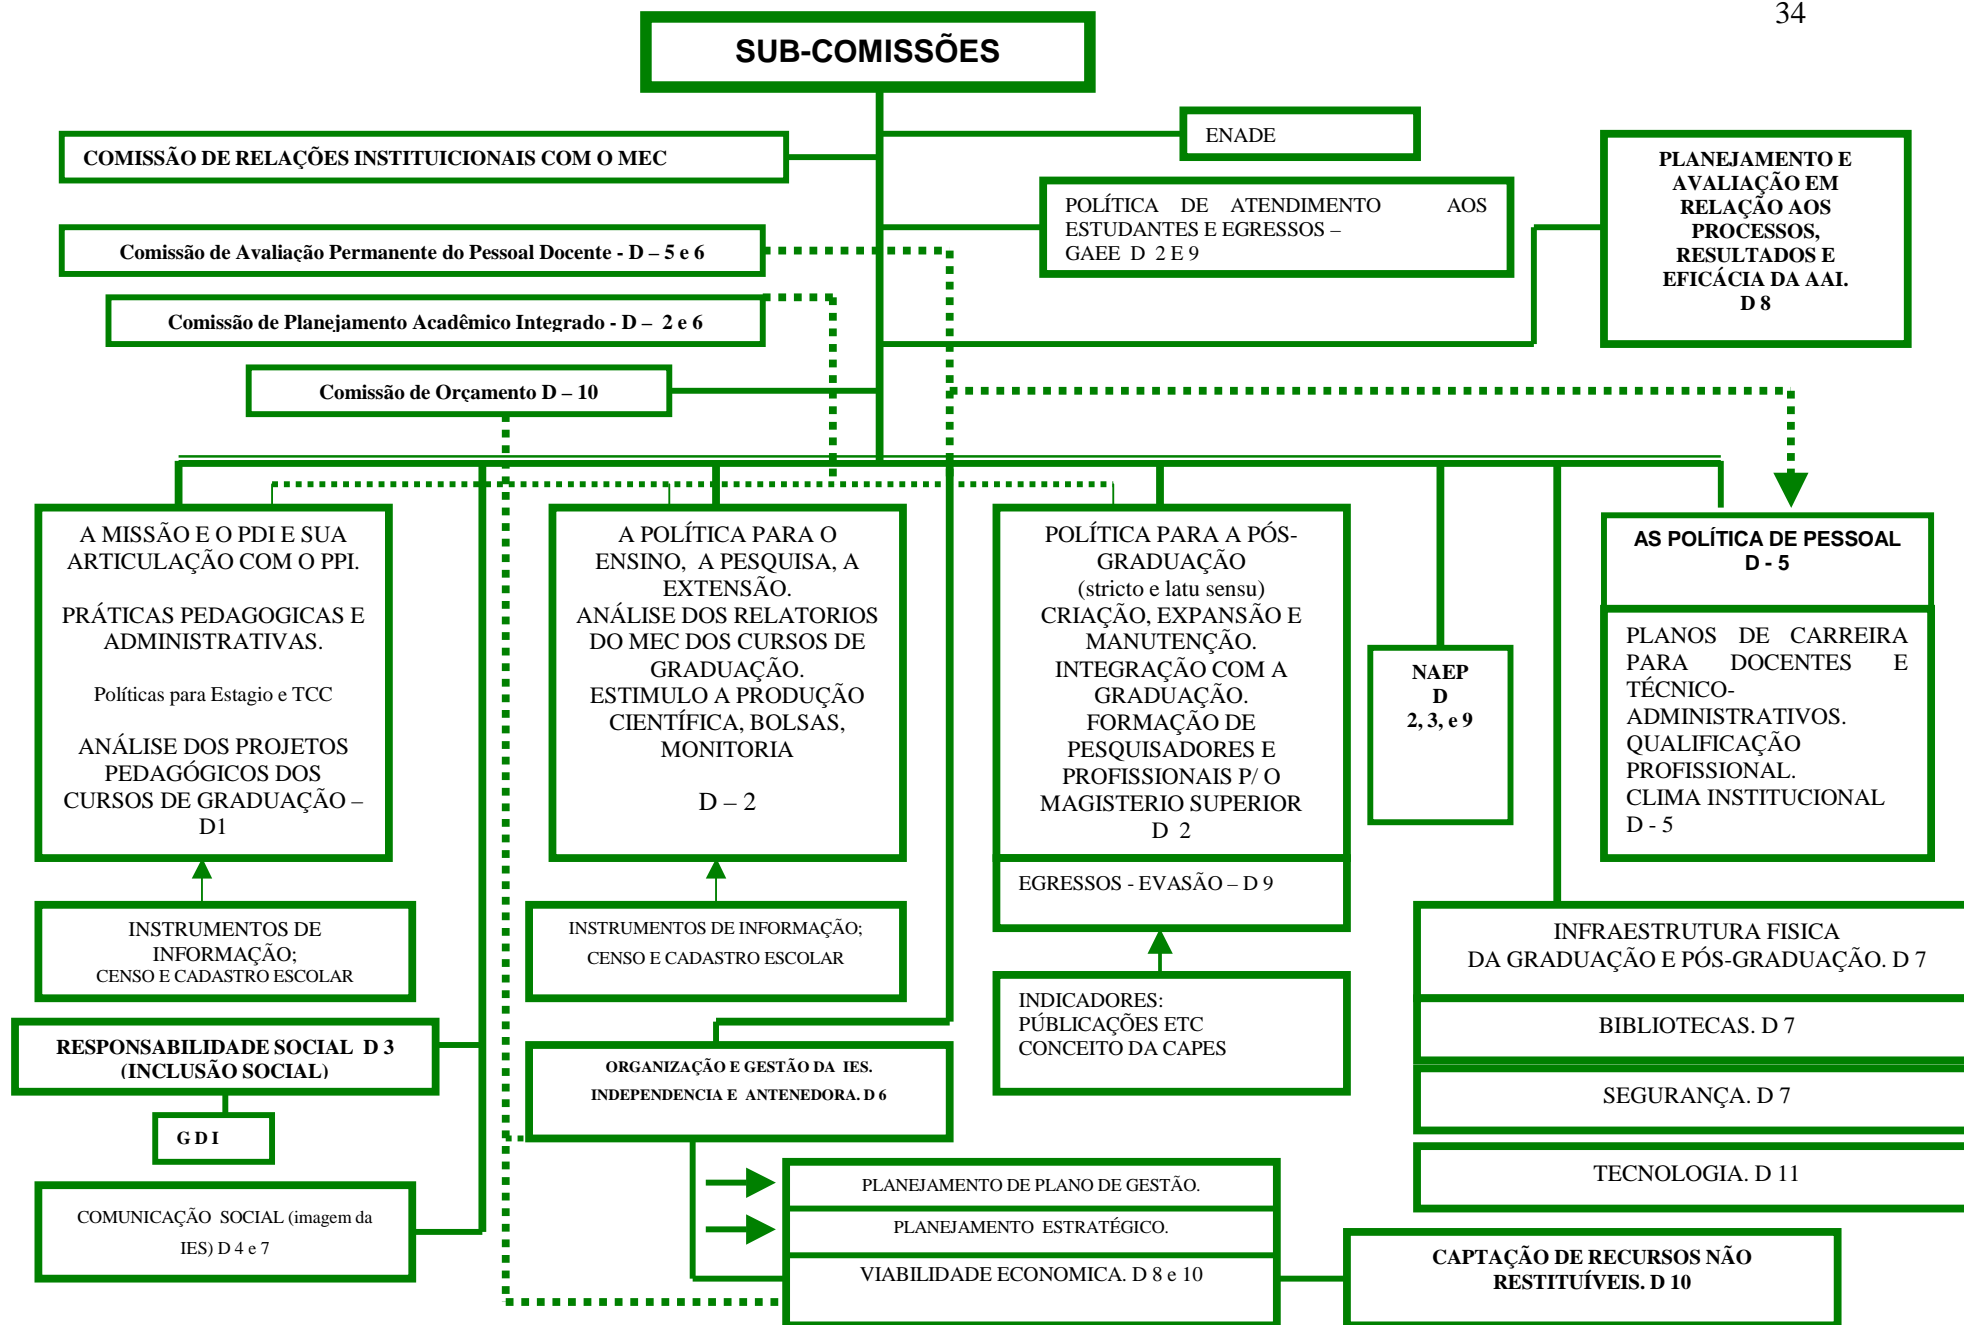 34
SUB-COMISSÕES
ENADE
COMISSÃO DE RELAÇÕES INSTITUICIONAIS COM O MEC
PLANEJAMENTO E
AVALIAÇÃO EM
RELAÇÃO AOS
PROCESSOS,
RESULTADOS E
EFICÁCIA DA AAI.
D 8
POLÍTICA DE ATENDIMENTO AOS
ESTUDANTES E EGRESSOS –
GAEE D 2 E 9
Comissão de Avaliação Permanente do Pessoal Docente - D – 5 e 6
Comissão de Planejamento Acadêmico Integrado - D – 2 e 6
Comissão de Orçamento D – 10
A MISSÃO E O PDI E SUA
ARTICULAÇÃO COM O PPI.
PRÁTICAS PEDAGOGICAS E
ADMINISTRATIVAS.
Políticas para Estagio e TCC
ANÁLISE DOS PROJETOS
PEDAGÓGICOS DOS
CURSOS DE GRADUAÇÃO –
D1
A POLÍTICA PARA O
ENSINO, A PESQUISA, A
EXTENSÃO.
ANÁLISE DOS RELATORIOS
DO MEC DOS CURSOS DE
GRADUAÇÃO.
ESTIMULO A PRODUÇÃO
CIENTÍFICA, BOLSAS,
MONITORIA
D – 2
POLÍTICA PARA A PÓS-
GRADUAÇÃO
(stricto e latu sensu)
CRIAÇÃO, EXPANSÃO E
MANUTENÇÃO.
INTEGRAÇÃO COM A
GRADUAÇÃO.
FORMAÇÃO DE
PESQUISADORES E
PROFISSIONAIS P/ O
MAGISTERIO SUPERIOR
D 2
EGRESSOS - EVASÃO – D 9
NAEP
D
2, 3, e 9
AS POLÍTICA DE PESSOAL
D - 5
PLANOS DE CARREIRA
PARA DOCENTES E
TÉCNICO-
ADMINISTRATIVOS.
QUALIFICAÇÃO
PROFISSIONAL.
CLIMA INSTITUCIONAL
D - 5
INSTRUMENTOS DE
INFORMAÇÃO;
CENSO E CADASTRO ESCOLAR
INSTRUMENTOS DE INFORMAÇÃO;
CENSO E CADASTRO ESCOLAR
INDICADORES:
PÚBLICAÇÕES ETC
CONCEITO DA CAPES
INFRAESTRUTURA FISICA
DA GRADUAÇÃO E PÓS-GRADUAÇÃO. D 7
BIBLIOTECAS. D 7
SEGURANÇA. D 7
TECNOLOGIA. D 11
RESPONSABILIDADE SOCIAL D 3
(INCLUSÃO SOCIAL)
G D I
COMUNICAÇÃO SOCIAL (imagem da
IES) D 4 e 7
ORGANIZAÇÃO E GESTÃO DA IES.
INDEPENDENCIA E ANTENEDORA. D 6
PLANEJAMENTO DE PLANO DE GESTÃO.
PLANEJAMENTO ESTRATÉGICO.
VIABILIDADE ECONOMICA. D 8 e 10
CAPTAÇÃO DE RECURSOS NÃO
RESTITUÍVEIS. D 10